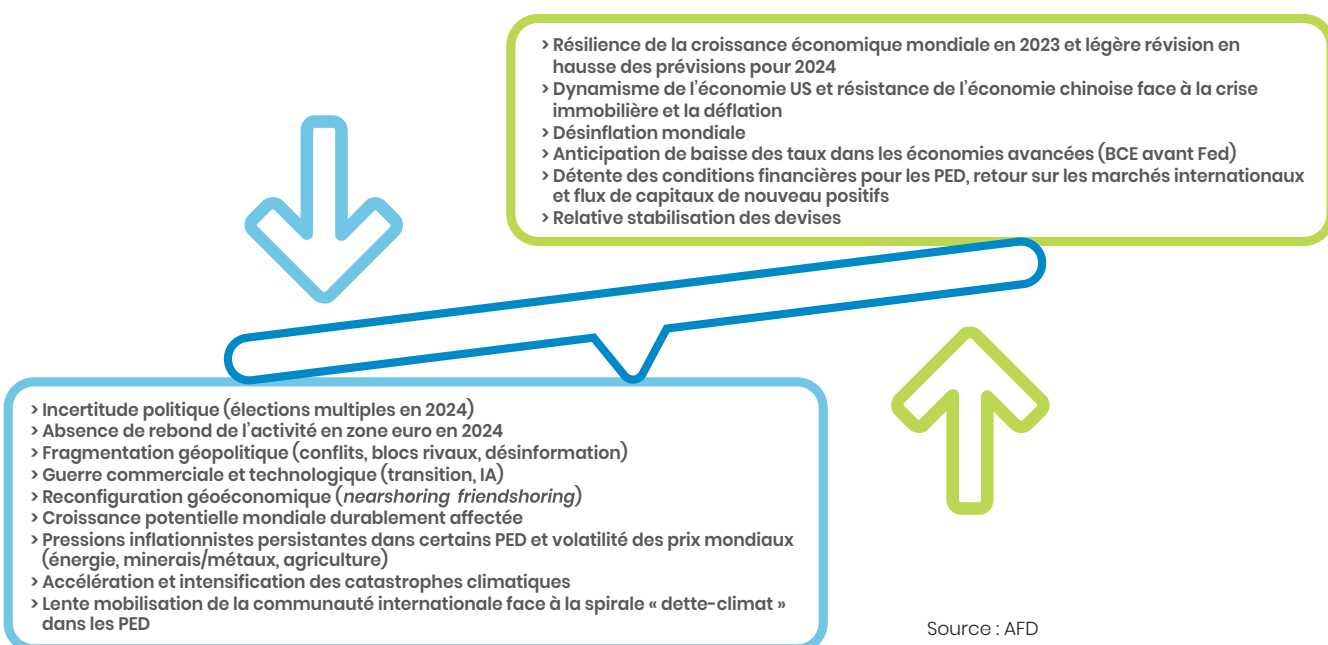 > Résilience de la croissance économique mondiale en 2023 et légère révision en
hausse des prévisions pour 2024
> Dynamisme de l'économie US et résistance de l'économie chinoise face à la crise
immobilière et la déflation
> Désinflation mondiale
> Anticipation de baisse des taux dans les économies avancées (BCE avant Fed)
> Détente des conditions financières pour les PED, retour sur les marchés internationaux
et flux de capitaux de nouveau positifs
> Relative stabilisation des devises
> Incertitude politique (élections multiples en 2024)
> Absence de rebond de l'activité en zone euro en 2024
> Fragmentation géopolitique (conflits, blocs rivaux, désinformation)
> Guerre commerciale et technologique (transition, IA)
> Reconfiguration géoéconomique (nearshoring friendshoring)
> Croissance potentielle mondiale durablement affectée
> Pressions inflationnistes persistantes dans certains PED et volatilité des prix mondiaux
(énergie, minerais/métaux, agriculture)
> Accélération et intensification des catastrophes climatiques
> Lente mobilisation de la communauté internationale face à la spirale « dette-climat »
dans les PED
Source : AFD